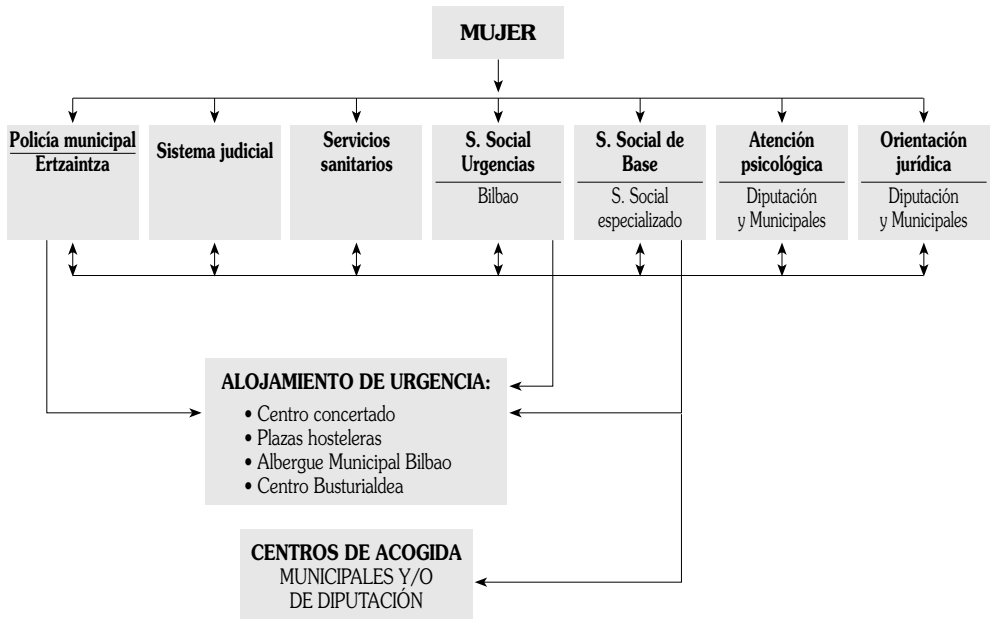 MUJER
Policía municipal
Ertzaintza
Sistema judicial
Servicios
sanitarios
S. Social
Urgencias
Bilbao
S. Social de
Base
S. Social
especializado
Atención
psicológica
Diputación
y Municipales
Orientación
jurídica
Diputación
y Municipales
ALOJAMIENTO DE URGENCIA:
• Centro concertado
• Plazas hosteleras
• Albergue Municipal Bilbao
• Centro Busturialdea
CENTROS DE ACOGIDA
MUNICIPALES Y/O
DE DIPUTACIÓN